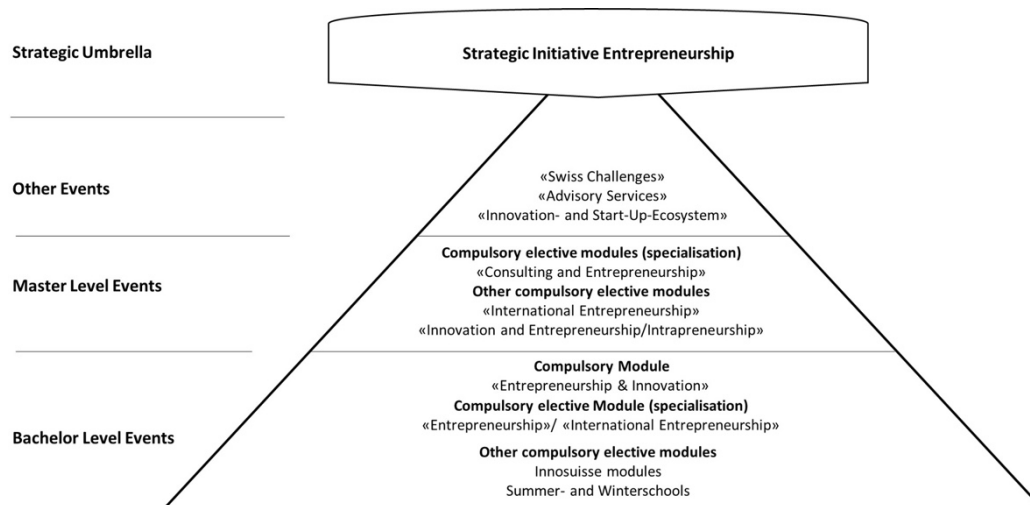 Strategic Umbrella
Strategic Initiative Entrepreneurship
Other Events
«Swiss Challenges»
«Advisory Services»
«Innovation- and Start-Up-Ecosystem»
Master Level Events
Compulsory elective modules (specialisation)
«Consulting and Entrepreneurship»
Other compulsory elective modules
«International Entrepreneurship»
«Innovation and Entrepreneurship/Intrapreneurship»
Bachelor Level Events
Compulsory Module
«Entrepreneurship & Innovation»
Compulsory elective Module (specialisation)
«Entrepreneurship»/ «International Entrepreneurship»
Other compulsory elective modules
Innosuisse modules
Summer- and Winterschools